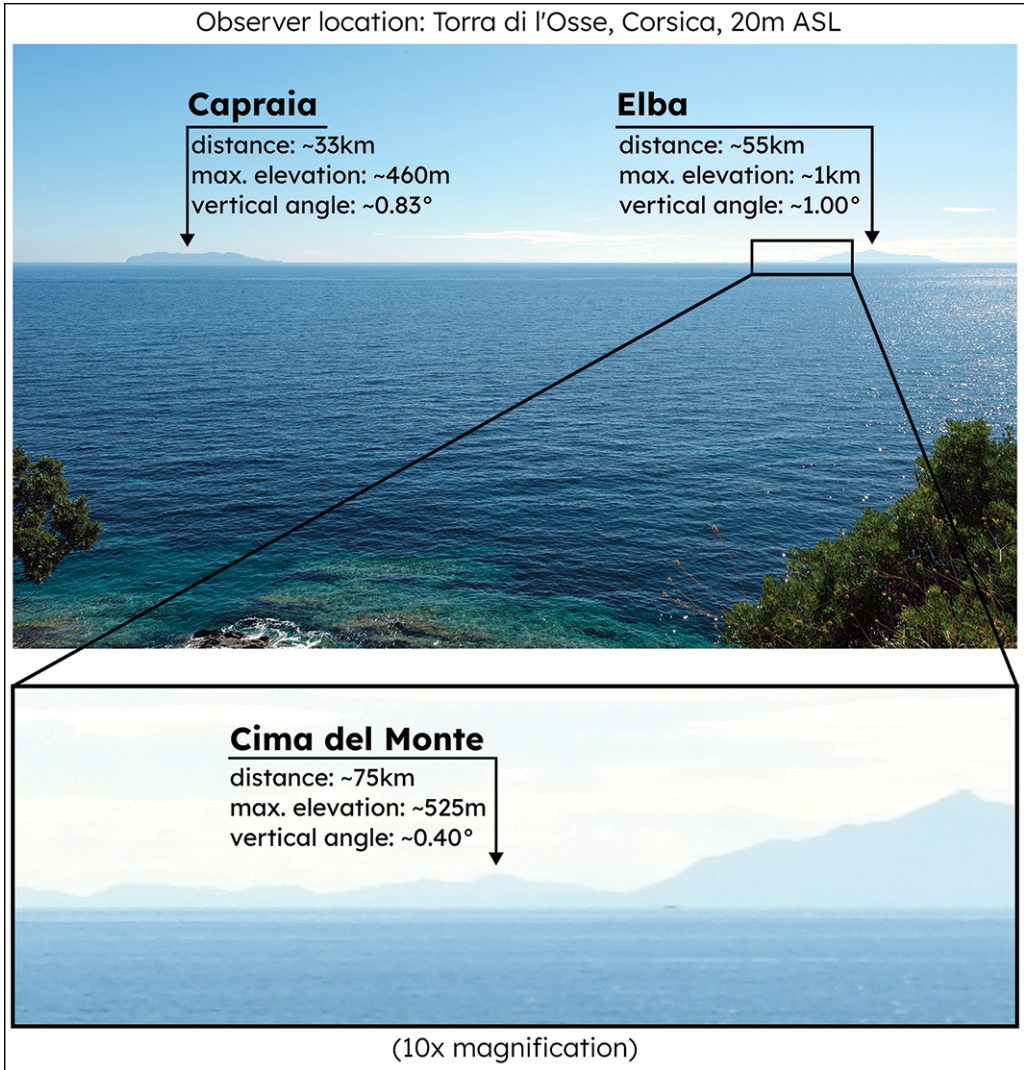 Observer location: Torra di l'Osse, Corsica, 20m ASL
Capraia
distance: ~33km
max. elevation: ~460m
vertical angle: ~0.83°
Elba
distance: ~55km
max. elevation: ~1km
vertical angle: ~1.00°
Cima del Monte
distance: ~75km
max. elevation: ~525m
vertical angle: ~0.40°
(10x magnification)